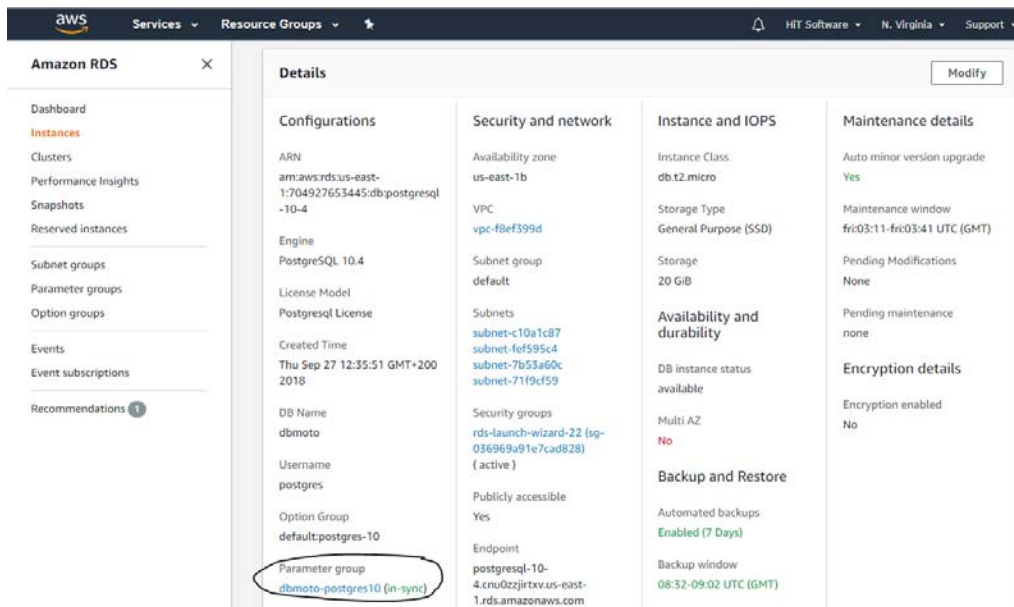 aws
Services
Resource Groups
HiT Software
N. Virginia
Support
Amazon RDS
Dashboard
Instances
Clusters
Performance Insights
Snapshots
Reserved instances
Subnet groups
Parameter groups
Option groups
Events
Event subscriptions
Recommendations 1
Details
Modify
Configurations
ARN
arn:aws:rds:us-east-
1:704927653445:db:postgresql
-10-4
Engine
PostgreSQL 10.4
License Model
Postgresql License
Created Time
Thu Sep 27 12:35:51 GMT+200
2018
DB Name
dbmoto
Username
postgres
Option Group
default:postgres-10
Parameter group
dbmoto-postgres10 (in-sync)
Security and network
Availability zone
us-east-1b
VPC
vpc-f8ef399d
Subnet group
default
Subnets
subnet-c10a1c87
subnet-fef595c4
subnet-7b53a60c
subnet-71f9cf59
Security groups
rds-launch-wizard-22 (sg-
036969a91e7cad828)
( active )
Publicly accessible
Yes
Endpoint
postgresql-10-
4.cnu0zzjirtxv.us-east-
1.rds.amazonaws.com
Instance and IOPS
Instance Class
db.t2.micro
Storage Type
General Purpose (SSD)
Storage
20 GiB
Availability and
durability
DB instance status
available
Multi AZ
No
Backup and Restore
Automated backups
Enabled (7 Days)
Backup window
08:32-09:02 UTC (GMT)
Maintenance details
Auto minor version upgrade
Yes
Maintenance window
fri:03:11-fri:03:41 UTC (GMT)
Pending Modifications
None
Pending maintenance
none
Encryption details
Encryption enabled
No